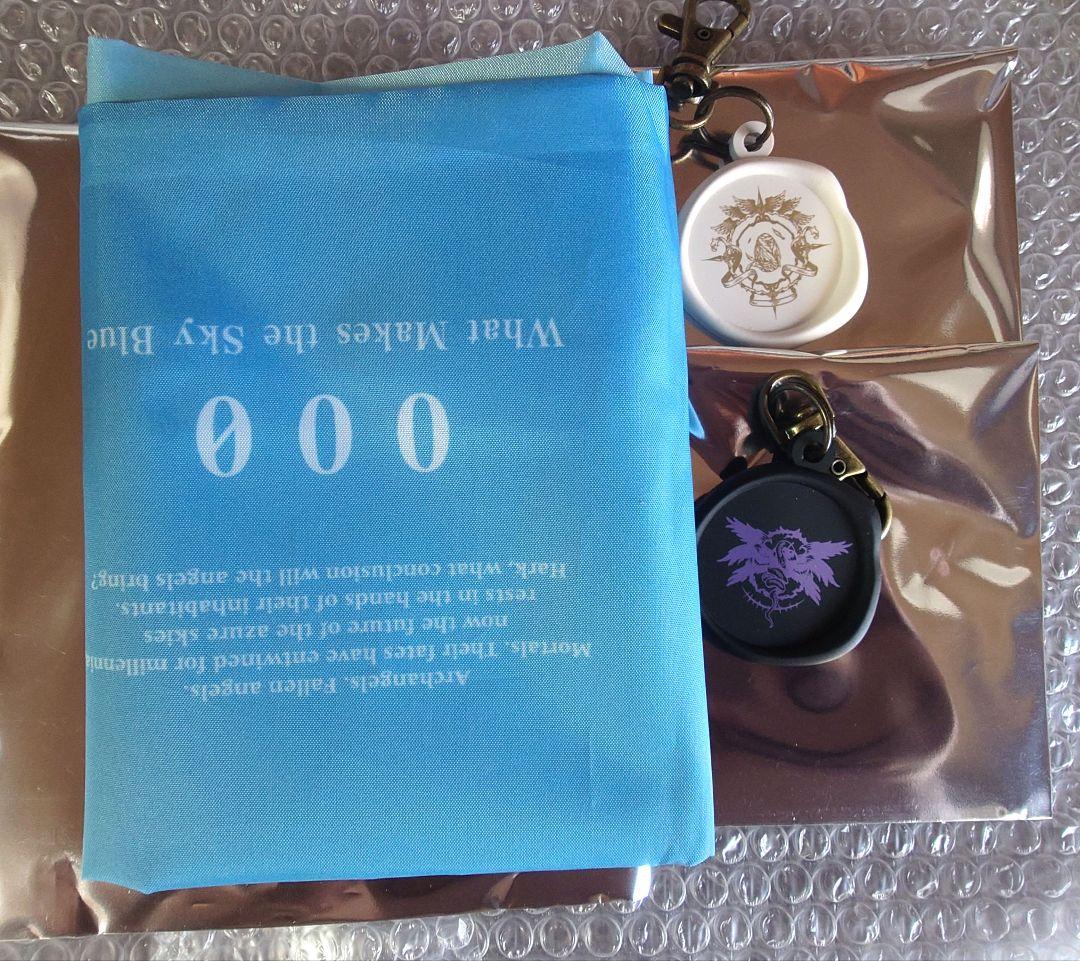 Archangels. Fallen angels.
Mortals. Their fates have entwined for millennia
now the future of the azure skies
rests in the hands of their inhabitants.
Hark, what conclusion will the angels bring?
000
What Makes the Sky Blue